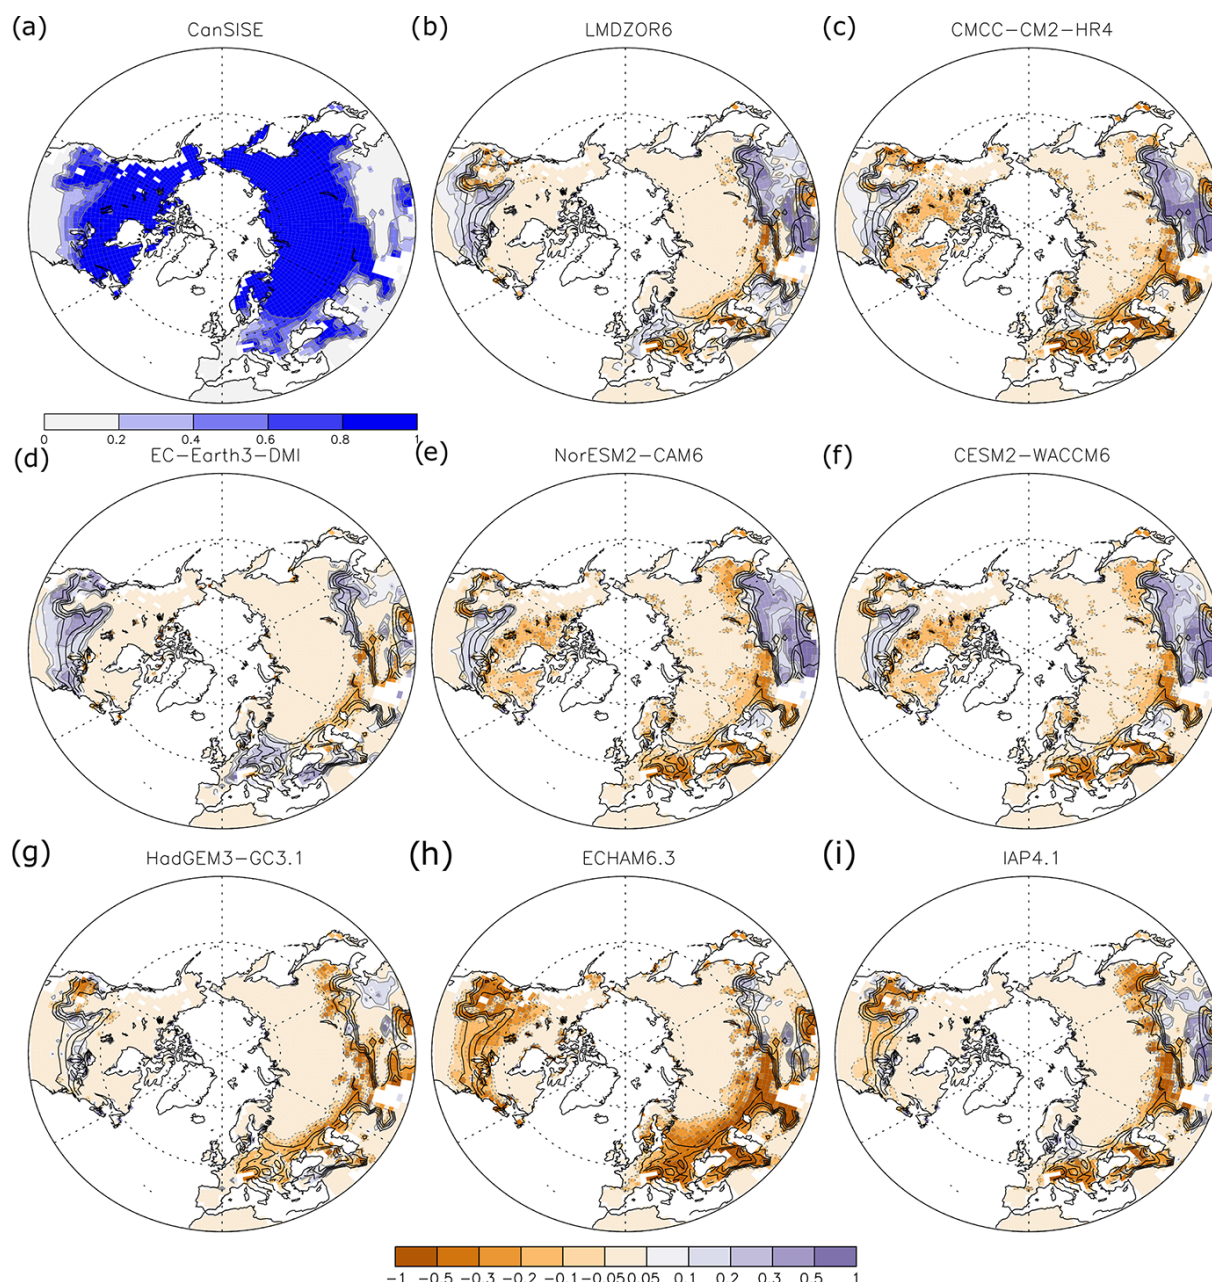 (a) CanSISE
(b) LMDZOR6
(c) CMCC-CM2-HR4
0 0.2 0.4 0.6 0.8 1
(d) EC-Earth3-DMI
(e) NorESM2-CAM6
(f) CESM2-WACCM6
(g) HadGEM3-GC3.1
(h) ECHAM6.3
(i) IAP4.1
-1 -0.5 -0.3 -0.2 -0.1 -0.05 0.05 0.1 0.2 0.3 0.5 1